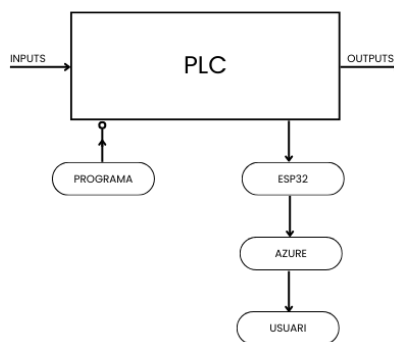 INPUTS
PLC
OUTPUTS
PROGRAMA
ESP32
AZURE
USUARI